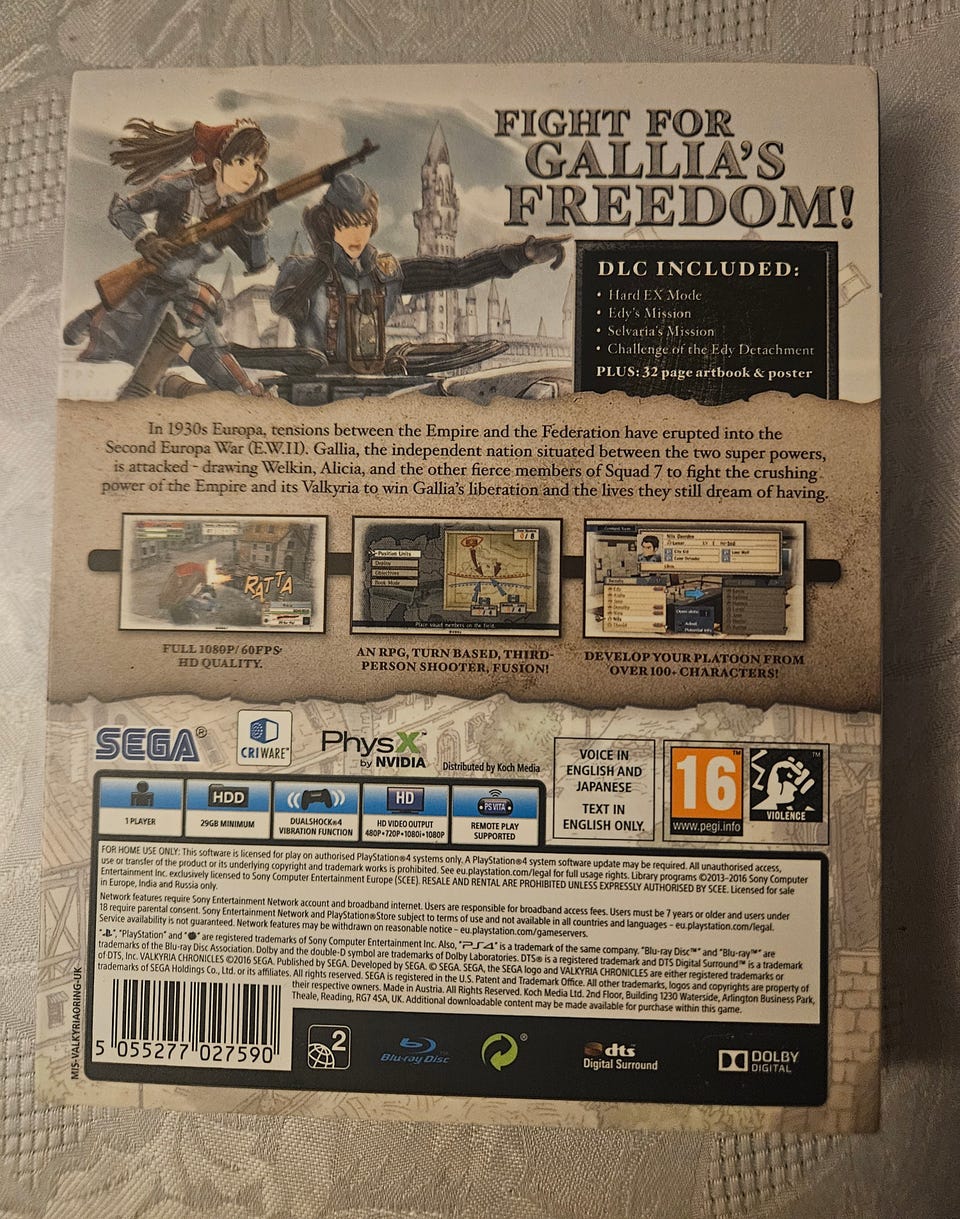 FIGHT FOR
GALLIA'S
FREEDOM!
DLC INCLUDED:
• Hard EX Mode
• Edy's Mission
• Selvaria's Mission
• Challenge of the Edy Detachment
PLUS: 32 page artbook & poster
In 1930s Europa, tensions between the Empire and the Federation have erupted into the
Second Europa War (E.W.II). Gallia, the independent nation situated between the two super powers,
is attacked - drawing Welkin, Alicia, and the other fierce members of Squad 7 to fight the crushing
power of the Empire and its Valkyria to win Gallia's liberation and the lives they still dream of having.
RATTA
Position Units
Deploy
Objectives
Book Mode
Place squad members on the field.
FULL 1080P/60FPS
HD QUALITY.
AN RPG, TURN BASED, THIRD-
PERSON SHOOTER, FUSION!
DEVELOP YOUR PLATOON FROM
OVER 100+ CHARACTERS!
SEGA®
CRIWARE™
PhysX™
by NVIDIA
Distributed by Koch Media
VOICE IN
ENGLISH AND
JAPANESE
TEXT IN
ENGLISH ONLY.
16™
www.pegi.info
VIOLENCE
™
1 PLAYER
HDD
29GB MINIMUM
DUALSHOCK®4
VIBRATION FUNCTION
HD
HD VIDEO OUTPUT
480P•720P•1080i•1080P
PS VITA
REMOTE PLAY
SUPPORTED
FOR HOME USE ONLY: This software is licensed for play on authorised PlayStation®4 systems only. A PlayStation®4 system software update may be required. All unauthorised access,
use or transfer of the product or its underlying copyright and trademark works is prohibited. See eu.playstation.com/legal for full usage rights. Library programs ©2013-2016 Sony Computer
Entertainment Inc. exclusively licensed to Sony Computer Entertainment Europe (SCEE). RESALE AND RENTAL ARE PROHIBITED UNLESS EXPRESSLY AUTHORISED BY SCEE. Licensed for sale
in Europe, India and Russia only.
Network features require Sony Entertainment Network account and broadband internet. Users are responsible for broadband access fees. Users must be 7 years or older and users under
18 require parental consent. Sony Entertainment Network and PlayStation®Store subject to terms of use and not available in all countries and languages – eu.playstation.com/legal.
Service availability is not guaranteed. Network features may be withdrawn on reasonable notice – eu.playstation.com/gameservers.
"", "PlayStation" and "" are registered trademarks of Sony Computer Entertainment Inc. Also, "PS4" is a trademark of the same company. "Blu-ray Disc™" and "Blu-ray™" are
trademarks of the Blu-ray Disc Association. Dolby and the double-D symbol are trademarks of Dolby Laboratories. DTS® is a registered trademark and DTS Digital Surround™ is a trademark
of DTS, Inc. VALKYRIA CHRONICLES ©2016 SEGA. Published by SEGA. Developed by SEGA. © SEGA. SEGA, the SEGA logo and VALKYRIA CHRONICLES are either registered trademarks or
trademarks of SEGA Holdings Co., Ltd. or its affiliates. All rights reserved. SEGA is registered in the U.S. Patent and Trademark Office. All other trademarks, logos and copyrights are property of
their respective owners. Made in Austria. All Rights Reserved. Koch Media Ltd. 2nd Floor, Building 1230 Waterside, Arlington Business Park,
Theale, Reading, RG7 4SA, UK. Additional downloadable content may be made available for purchase within this game.
MIS-VALKYRIAORING-UK
5 055277 027590
2
Blu-ray Disc™
®
dts
Digital Surround
DOLBY
DIGITAL